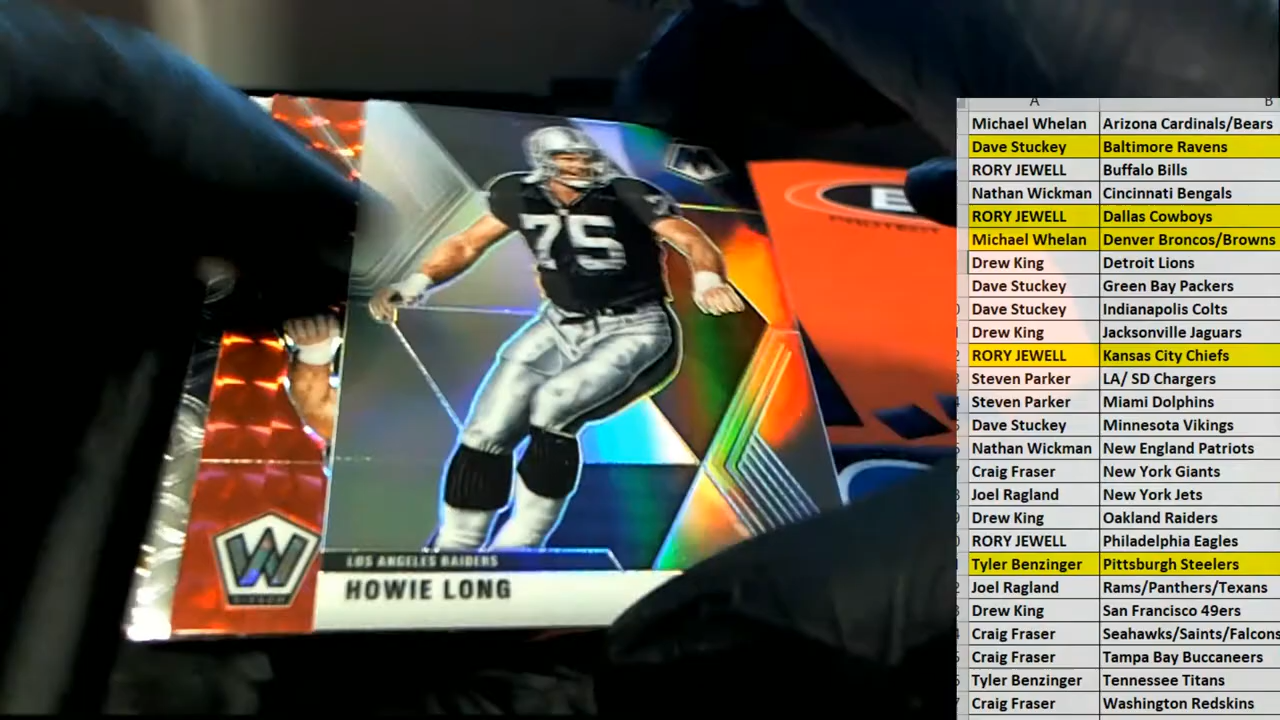 75
75
LOS ANGELES RAIDERS
HOWIE LONG
A B
Michael Whelan Arizona Cardinals/Bears
Dave Stuckey Baltimore Ravens
RORY JEWELL Buffalo Bills
Nathan Wickman Cincinnati Bengals
RORY JEWELL Dallas Cowboys
Michael Whelan Denver Broncos/Browns
Drew King Detroit Lions
Dave Stuckey Green Bay Packers
Dave Stuckey Indianapolis Colts
Drew King Jacksonville Jaguars
RORY JEWELL Kansas City Chiefs
Steven Parker LA/ SD Chargers
Steven Parker Miami Dolphins
Dave Stuckey Minnesota Vikings
Nathan Wickman New England Patriots
Craig Fraser New York Giants
Joel Ragland New York Jets
Drew King Oakland Raiders
RORY JEWELL Philadelphia Eagles
Tyler Benzinger Pittsburgh Steelers
Joel Ragland Rams/Panthers/Texans
Drew King San Francisco 49ers
Craig Fraser Seahawks/Saints/Falcons
Craig Fraser Tampa Bay Buccaneers
Tyler Benzinger Tennessee Titans
Craig Fraser Washington Redskins